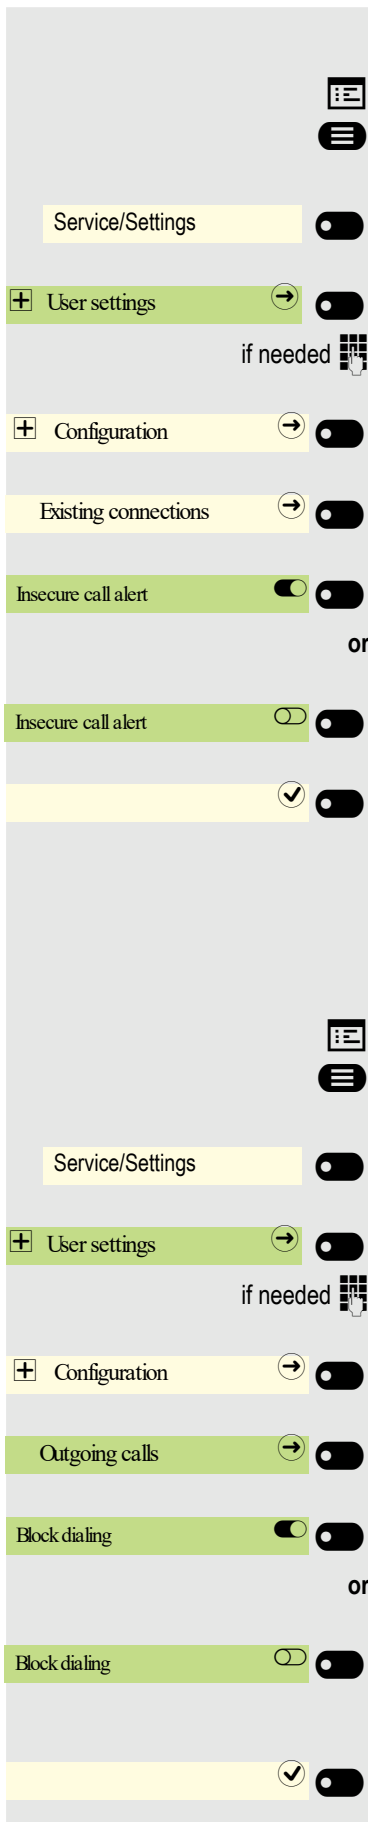 Service/Settings
User settings
if needed
Configuration
Existing connections
Insecure call alert
or
Insecure call alert
Service/Settings
User settings
if needed
Configuration
Outgoing calls
Block dialing
or
Block dialing